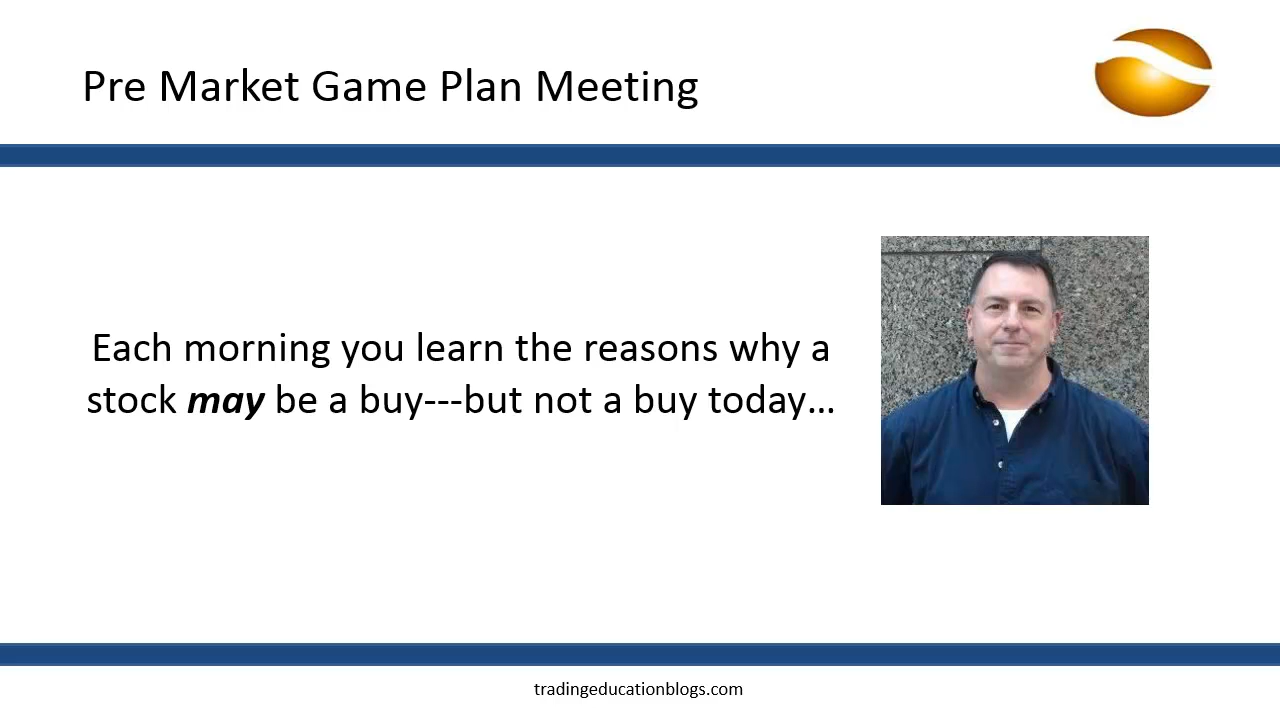 Pre Market Game Plan Meeting
Each morning you learn the reasons why a
stock may be a buy---but not a buy today…
tradingeducationblogs.com